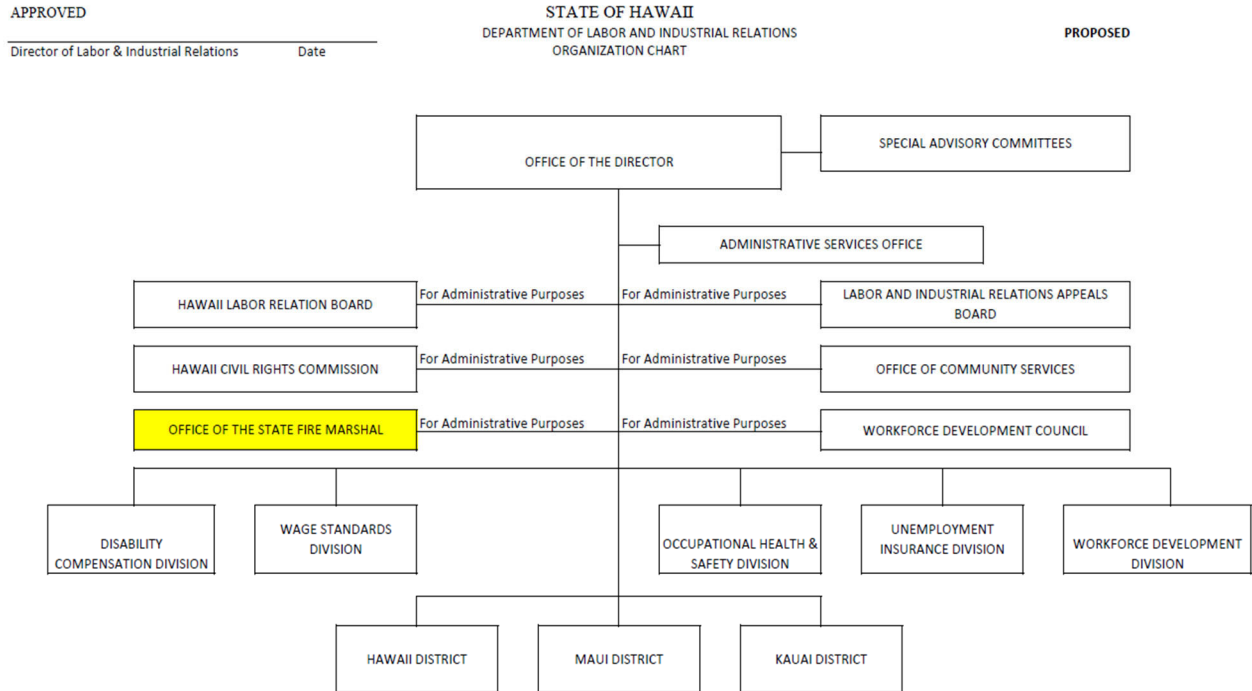 APPROVED
STATE OF HAWAII
DEPARTMENT OF LABOR AND INDUSTRIAL RELATIONS
ORGANIZATION CHART
PROPOSED
Director of Labor & Industrial Relations Date
OFFICE OF THE DIRECTOR
SPECIAL ADVISORY COMMITTEES
ADMINISTRATIVE SERVICES OFFICE
HAWAII LABOR RELATION BOARD
For Administrative Purposes
For Administrative Purposes
LABOR AND INDUSTRIAL RELATIONS APPEALS
BOARD
HAWAII CIVIL RIGHTS COMMISSION
For Administrative Purposes
For Administrative Purposes
OFFICE OF COMMUNITY SERVICES
OFFICE OF THE STATE FIRE MARSHAL
For Administrative Purposes
For Administrative Purposes
WORKFORCE DEVELOPMENT COUNCIL
DISABILITY
COMPENSATION DIVISION
WAGE STANDARDS
DIVISION
OCCUPATIONAL HEALTH &
SAFETY DIVISION
UNEMPLOYMENT
INSURANCE DIVISION
WORKFORCE DEVELOPMENT
DIVISION
HAWAII DISTRICT
MAUI DISTRICT
KAUAI DISTRICT